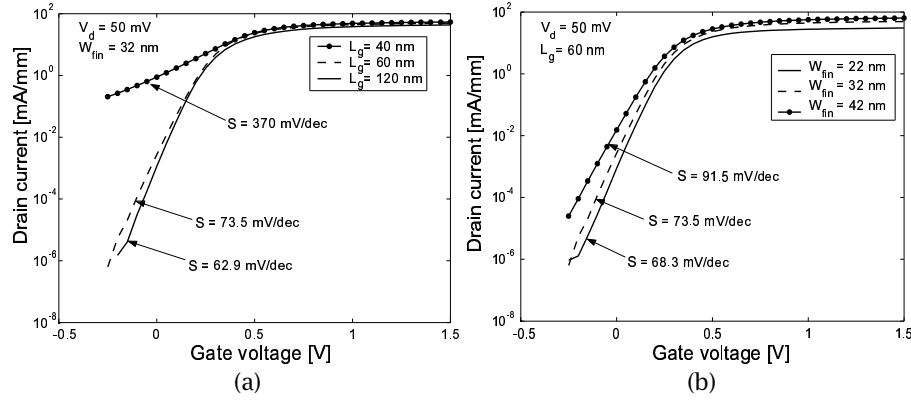 V_d = 50 mV
W_fin = 32 nm
L_g= 40 nm
L_g= 60 nm
L_g= 120 nm
S = 370 mV/dec
S = 73.5 mV/dec
S = 62.9 mV/dec
Drain current [mA/mm]
10^2
10^0
10^-2
10^-4
10^-6
10^-8
-0.5 0 0.5 1 1.5
Gate voltage [V]
(a)
V_d = 50 mV
L_g= 60 nm
W_fin= 22 nm
W_fin= 32 nm
W_fin= 42 nm
S = 91.5 mV/dec
S = 73.5 mV/dec
S = 68.3 mV/dec
Drain current [mA/mm]
10^2
10^0
10^-2
10^-4
10^-6
10^-8
-0.5 0 0.5 1 1.5
Gate voltage [V]
(b)